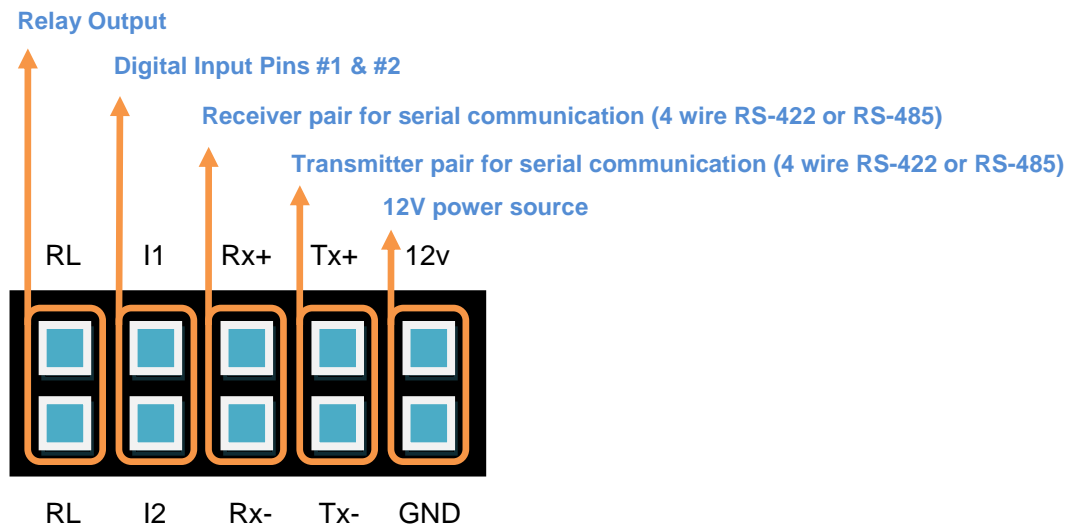 Relay Output
Digital Input Pins #1 & #2
Receiver pair for serial communication (4 wire RS-422 or RS-485)
Transmitter pair for serial communication (4 wire RS-422 or RS-485)
12V power source
RL I1 Rx+ Tx+ 12v
RL I2 Rx- Tx- GND